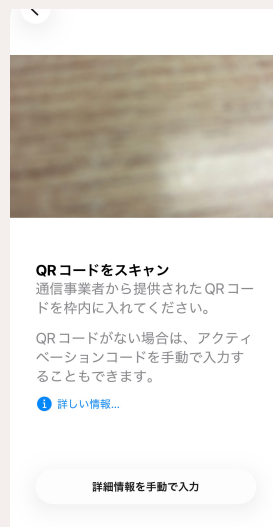 QRコードをスキャン
通信事業者から提供されたQRコー
ドを枠内に入れてください。
QRコードがない場合は、アクティ
ベーションコードを手動で入力す
ることもできます。
詳しい情報...
詳細情報を手動で入力